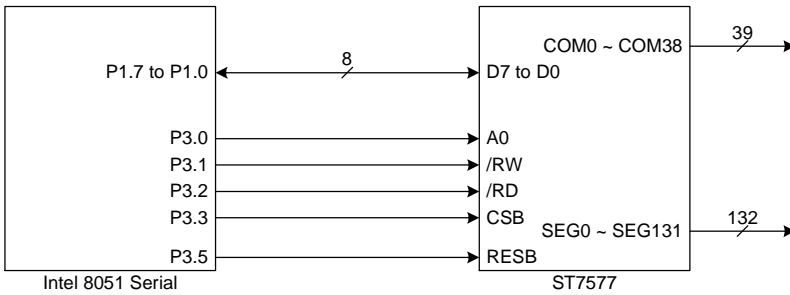 COM0 ~ COM38 39
P1.7 to P1.0 8 D7 to D0
P3.0 A0
P3.1 /RW
P3.2 /RD
P3.3 CSB
SEG0 ~ SEG131 132
P3.5 RESB
Intel 8051 Serial ST7577